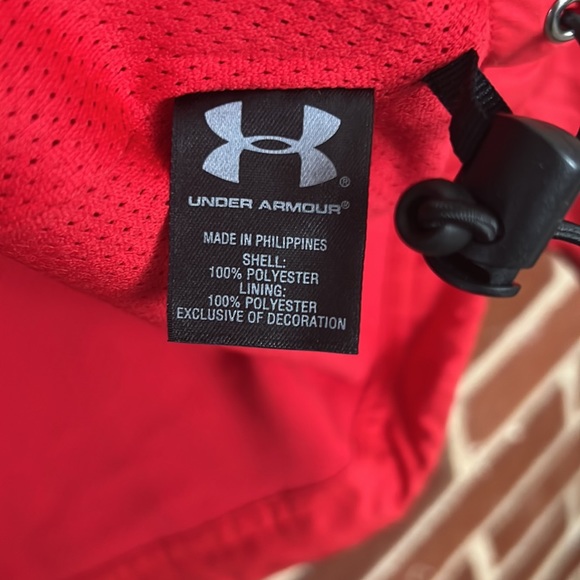 ®
UNDER ARMOUR®
MADE IN PHILIPPINES
SHELL:
100% POLYESTER
LINING:
100% POLYESTER
EXCLUSIVE OF DECORATION